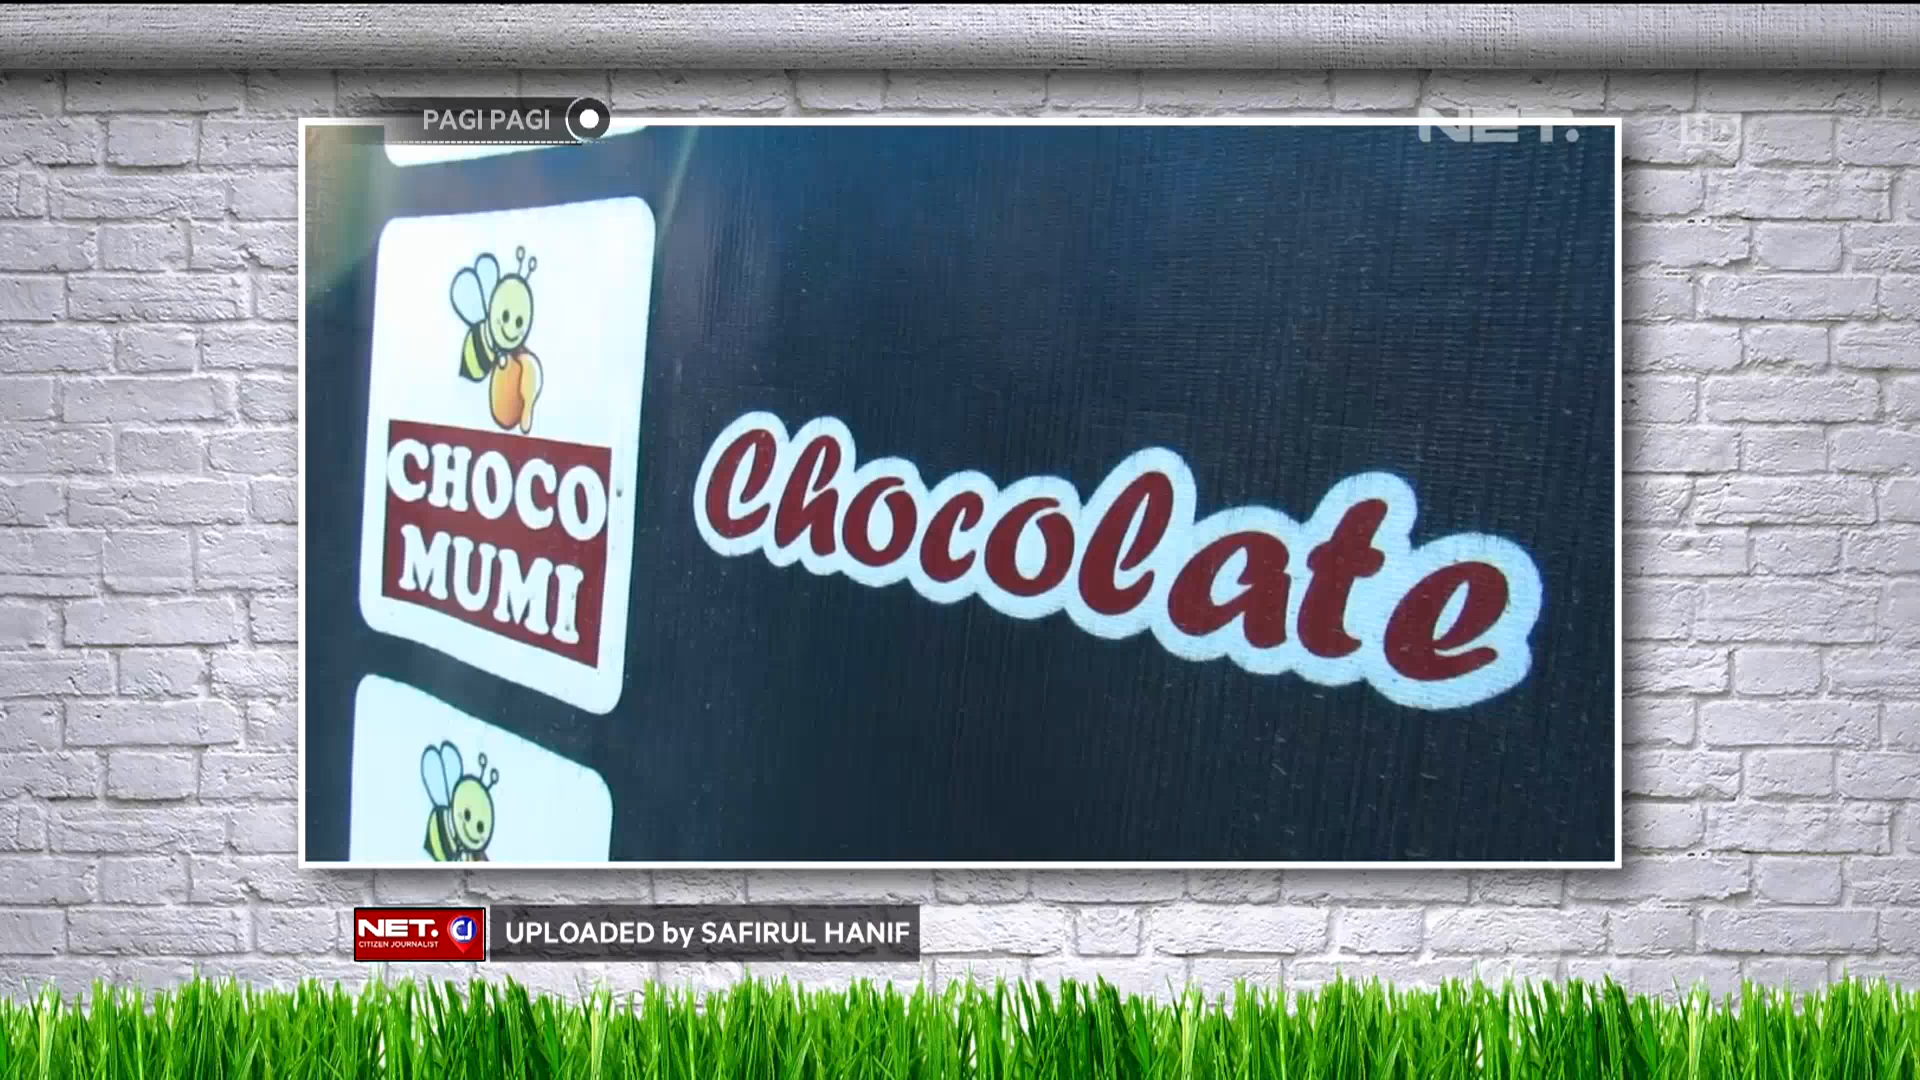 PAGI PAGI
NET.
HD
CHOCO
MUMI
Chocolate
NET. CJ
CITIZEN JOURNALIST
UPLOADED by SAFIRUL HANIF